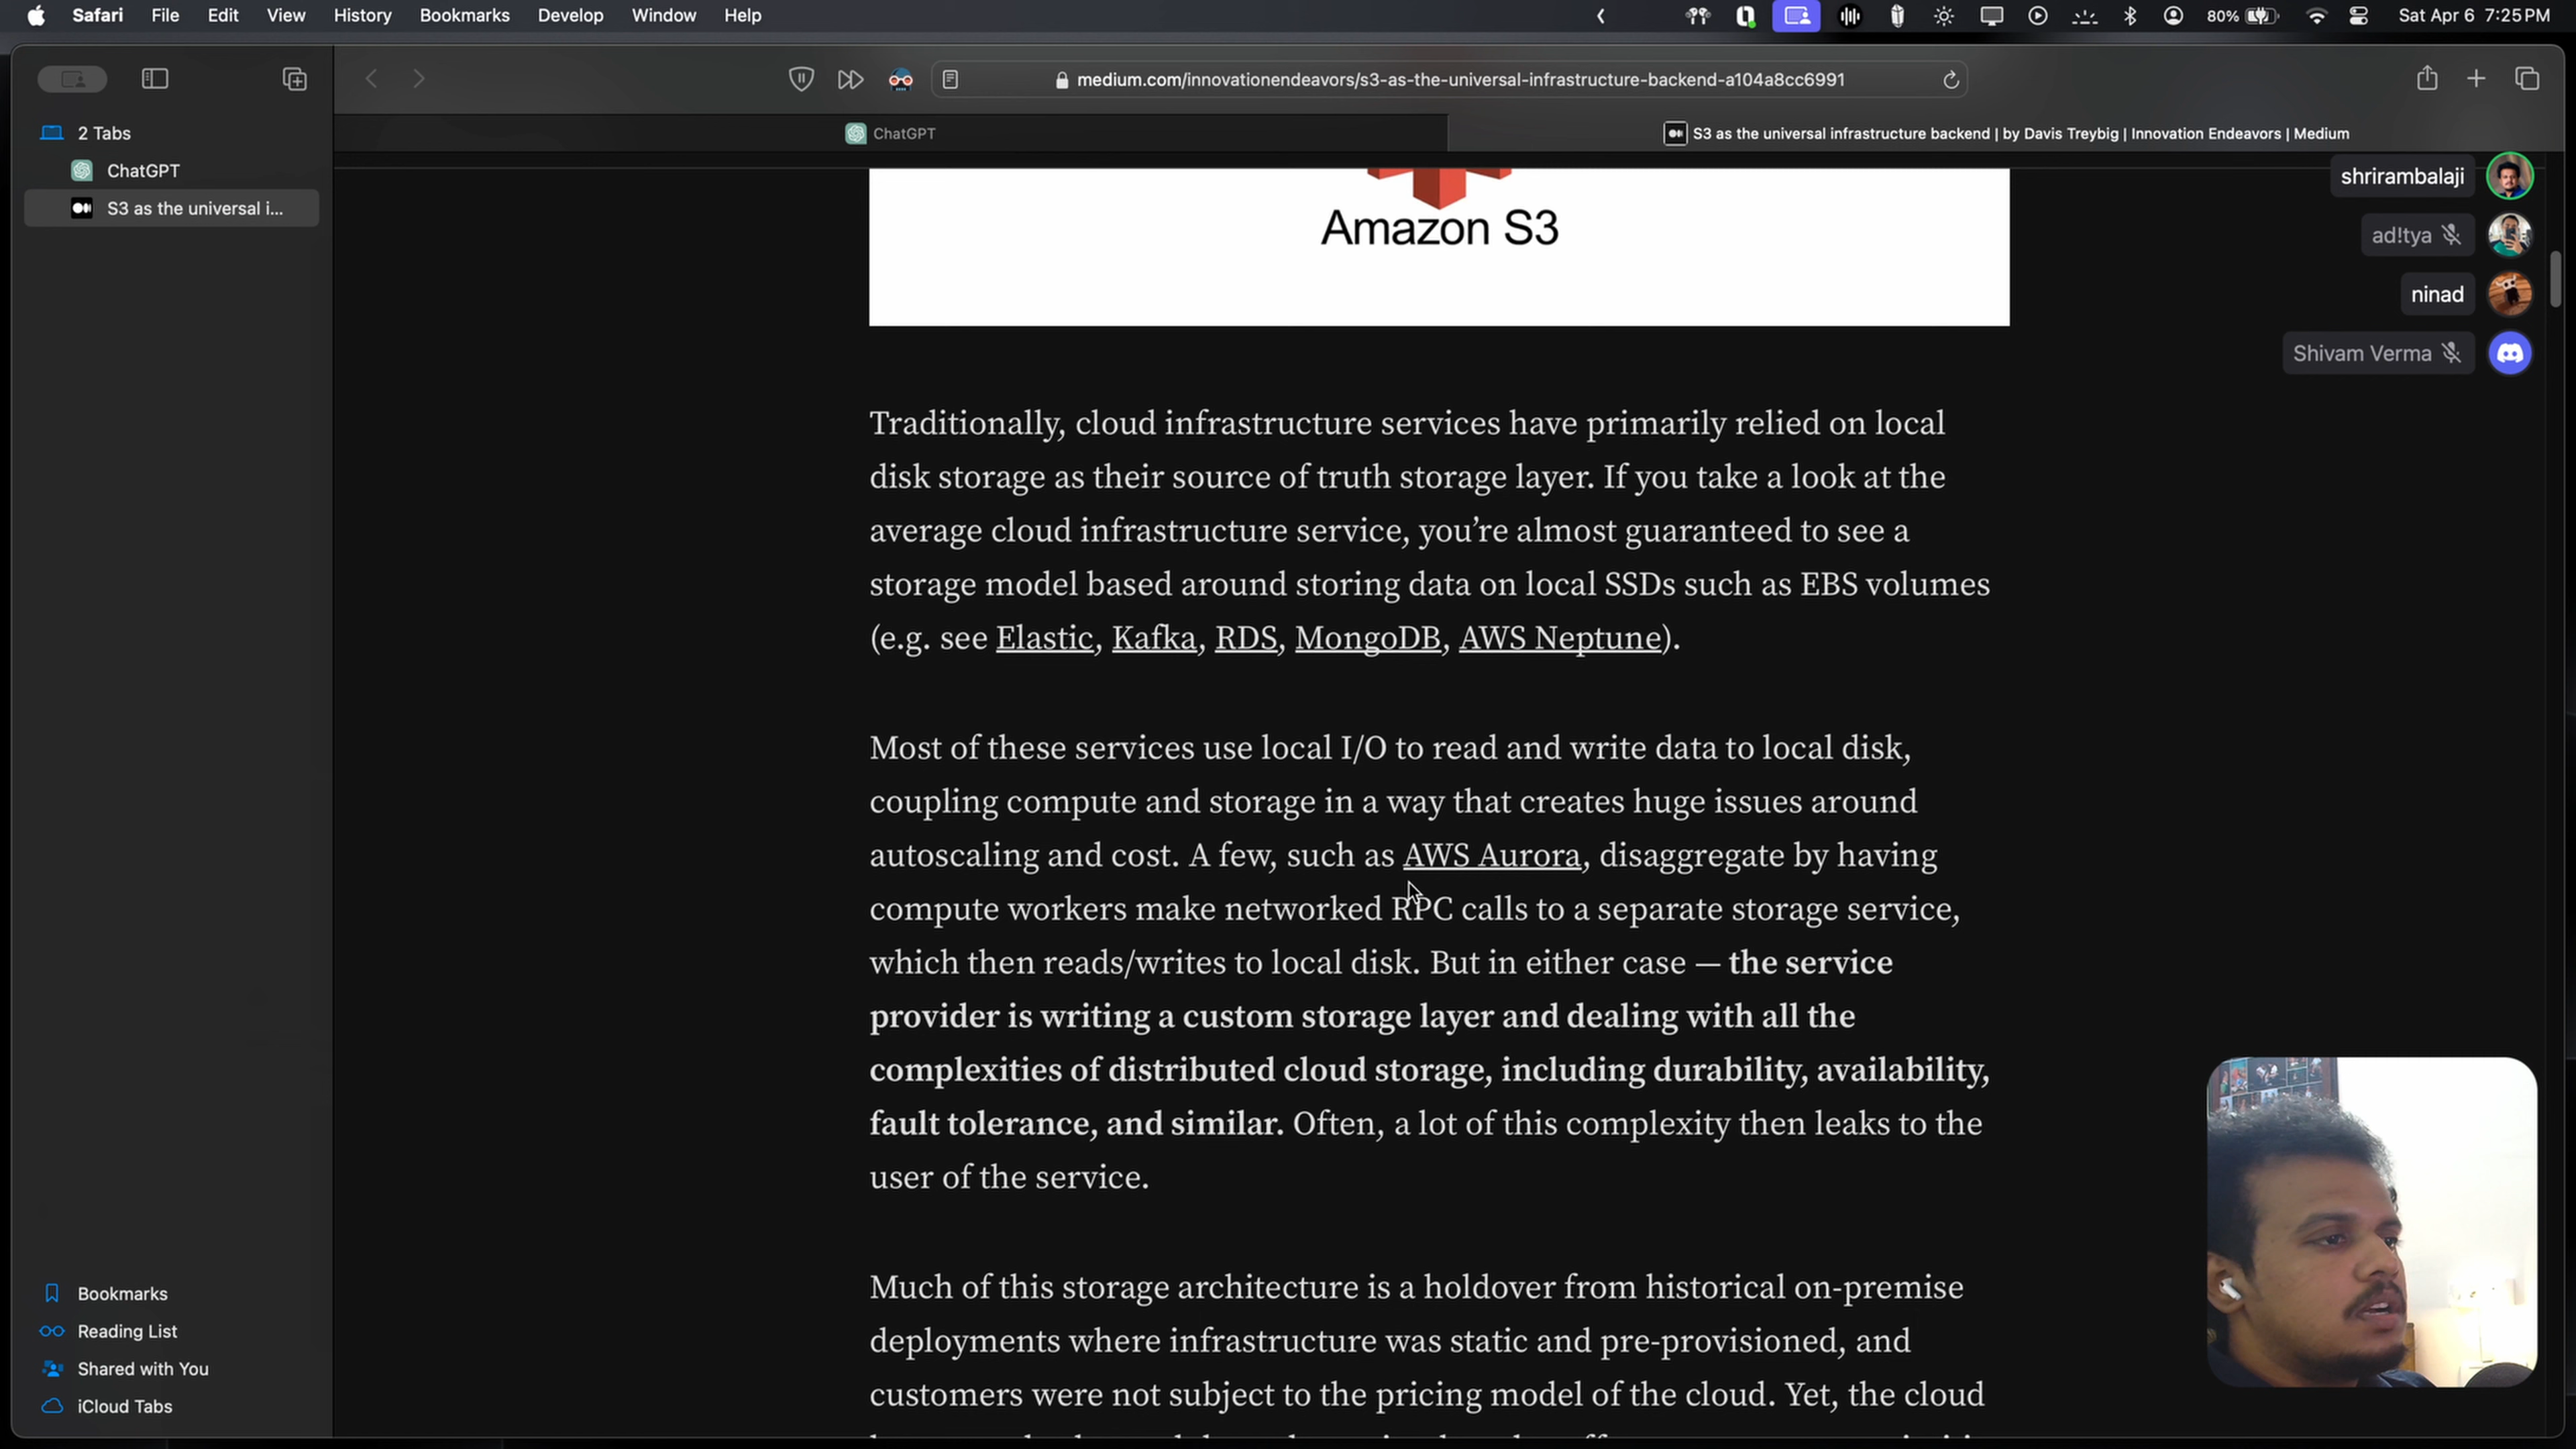 Safari File Edit View History Bookmarks Develop Window Help
80% Sat Apr 6 7:25 PM
medium.com/innovationendeavors/s3-as-the-universal-infrastructure-backend-a104a8cc6991
2 Tabs
ChatGPT
S3 as the universal i...
ChatGPT
S3 as the universal infrastructure backend | by Davis Treybig | Innovation Endeavors | Medium
shrirambalaji
ad!tya
ninad
Shivam Verma
Amazon S3
Traditionally, cloud infrastructure services have primarily relied on local
disk storage as their source of truth storage layer. If you take a look at the
average cloud infrastructure service, you’re almost guaranteed to see a
storage model based around storing data on local SSDs such as EBS volumes
(e.g. see Elastic, Kafka, RDS, MongoDB, AWS Neptune).
Most of these services use local I/O to read and write data to local disk,
coupling compute and storage in a way that creates huge issues around
autoscaling and cost. A few, such as AWS Aurora, disaggregate by having
compute workers make networked RPC calls to a separate storage service,
which then reads/writes to local disk. But in either case — the service
provider is writing a custom storage layer and dealing with all the
complexities of distributed cloud storage, including durability, availability,
fault tolerance, and similar. Often, a lot of this complexity then leaks to the
user of the service.
Much of this storage architecture is a holdover from historical on-premise
deployments where infrastructure was static and pre-provisioned, and
customers were not subject to the pricing model of the cloud. Yet, the cloud
Bookmarks
Reading List
Shared with You
iCloud Tabs